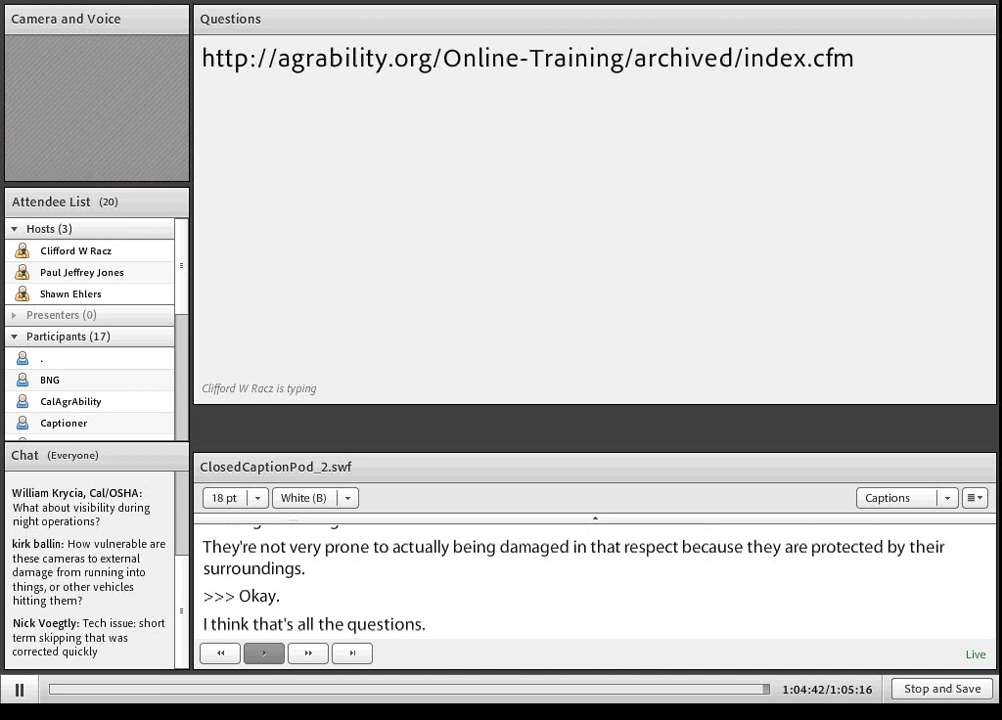 Camera and Voice
Questions
http://agrability.org/Online-Training/archived/index.cfm
Clifford W Racz is typing
Attendee List (20)
Hosts (3)
Clifford W Racz
Paul Jeffrey Jones
Shawn Ehlers
Presenters (0)
Participants (17)
.
BNG
CalAgrAbility
Captioner
Chat (Everyone)
William Krycia, Cal/OSHA:
What about visibility during
night operations?
kirk ballin: How vulnerable are
these cameras to external
damage from running into
things, or other vehicles
hitting them?
Nick Voegtly: Tech issue: short
term skipping that was
corrected quickly
ClosedCaptionPod_2.swf
18 pt
White (B)
Captions
They're not very prone to actually being damaged in that respect because they are protected by their
surroundings.
>>> Okay.
I think that's all the questions.
Live
1:04:42/1:05:16
Stop and Save